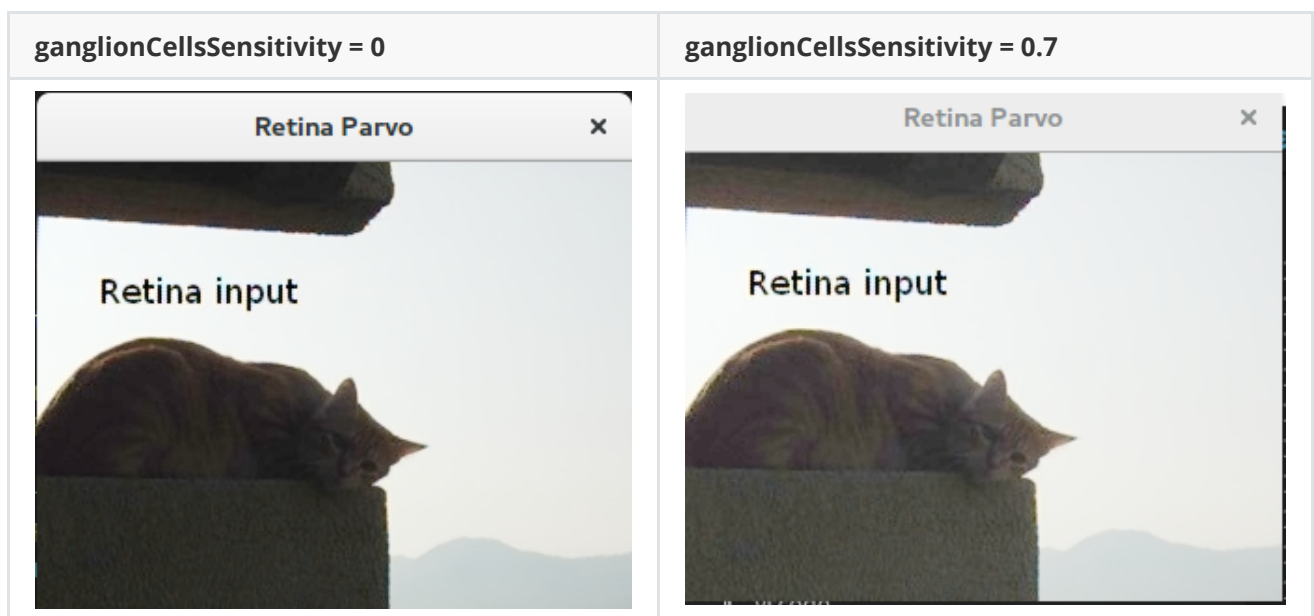 ganglionCellsSensitivity = 0
ganglionCellsSensitivity = 0.7
Retina Parvo ×
Retina Parvo ×
Retina input
Retina input